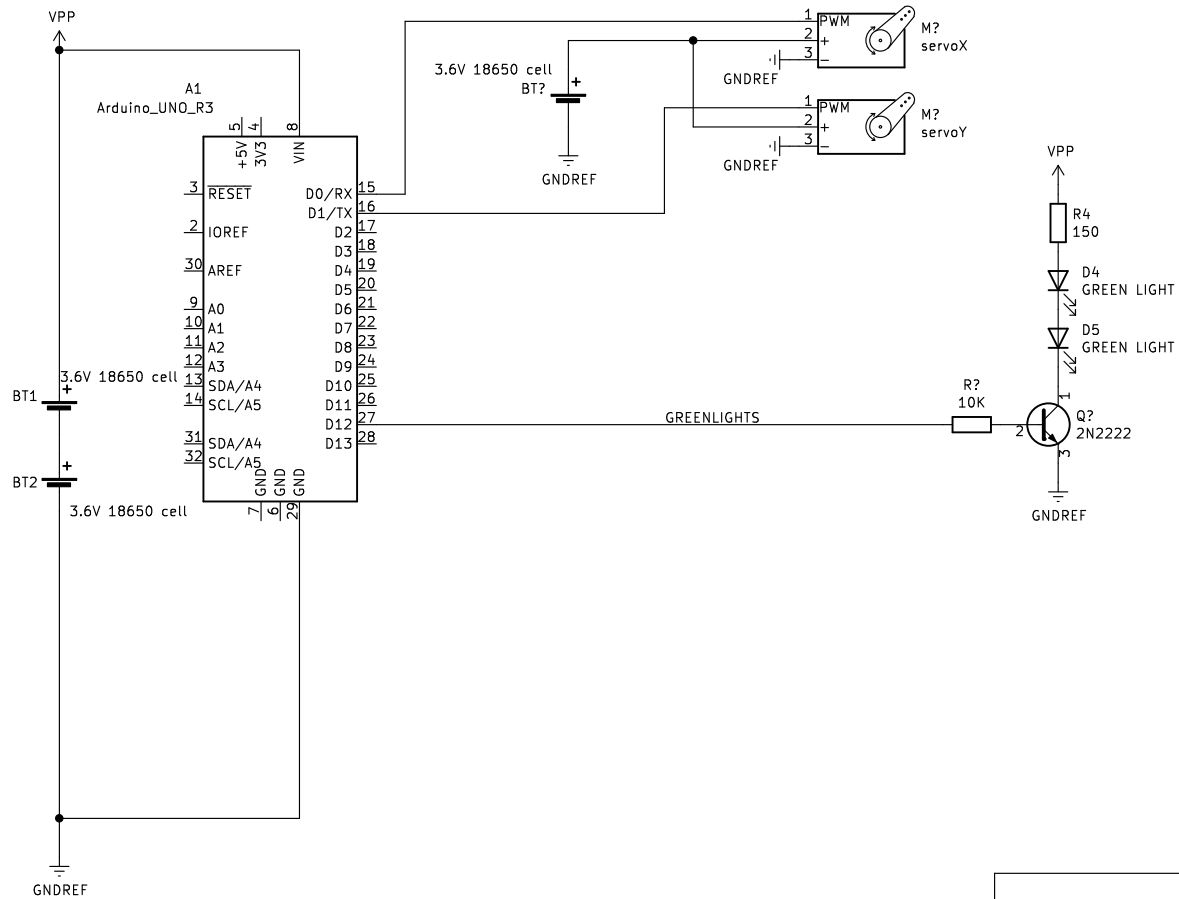 VPP
A1
Arduino_UNO_R3
5
4
8
+5V
3V3
VIN
3
RESET
2
IOREF
30
AREF
9
A0
10
A1
11
A2
12
A3
13
SDA/A4
14
SCL/A5
31
SDA/A4
32
SCL/A5
D0/RX
15
D1/TX
16
D2
17
D3
18
D4
19
D5
20
D6
21
D7
22
D8
23
D9
24
D10
25
D11
26
D12
27
D13
28
GND
GND
GND
7
6
29
3.6V 18650 cell
BT1
+
BT2
+
3.6V 18650 cell
GNDREF
3.6V 18650 cell
BT?
+
GNDREF
1
PWM
2
+
3
-
GNDREF
M?
servoX
1
PWM
2
+
3
-
GNDREF
M?
servoY
VPP
R4
150
D4
GREEN LIGHT
D5
GREEN LIGHT
GREENLIGHTS
R?
10K
1
2
3
Q?
2N2222
GNDREF